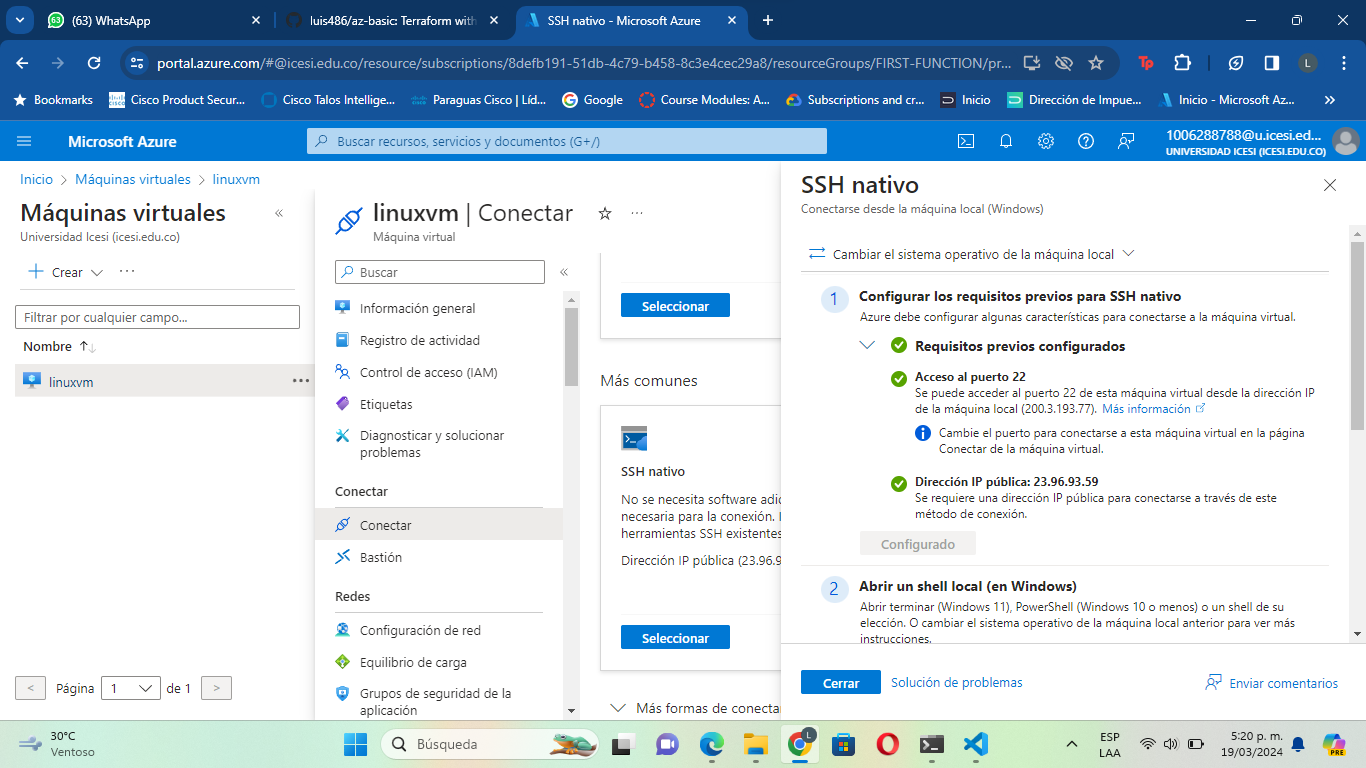 (63) WhatsApp
luis486/az-basic: Terraform with
SSH nativo - Microsoft Azure
portal.azure.com/#@icesi.edu.co/resource/subscriptions/8defb191-51db-4c79-b458-8c3e4cec29a8/resourceGroups/FIRST-FUNCTION/pr...
Bookmarks
Cisco Product Secur...
Cisco Talos Intellige...
Paraguas Cisco | Líd...
Google
Course Modules: A...
Subscriptions and cr...
Inicio
Dirección de Impue...
Inicio - Microsoft Az...
Microsoft Azure
Buscar recursos, servicios y documentos (G+/)
1006288788@u.icesi.ed...
UNIVERSIDAD ICESI (ICESI.EDU.CO)
Inicio > Máquinas virtuales > linuxvm
Máquinas virtuales
Universidad Icesi (icesi.edu.co)
Crear
Filtrar por cualquier campo...
Nombre
linuxvm
< Página 1 de 1 >
linuxvm | Conectar
Máquina virtual
Buscar
Información general
Registro de actividad
Control de acceso (IAM)
Etiquetas
Diagnosticar y solucionar
problemas
Conectar
Conectar
Bastión
Redes
Configuración de red
Equilibrio de carga
Grupos de seguridad de la
aplicación
Seleccionar
Más comunes
SSH nativo
No se necesita software adic
necesaria para la conexión.
herramientas SSH existentes
Dirección IP pública (23.96.9
Seleccionar
Más formas de conecta
SSH nativo
Conectarse desde la máquina local (Windows)
Cambiar el sistema operativo de la máquina local
1
Configurar los requisitos previos para SSH nativo
Azure debe configurar algunas características para conectarse a la máquina virtual.
Requisitos previos configurados
Acceso al puerto 22
Se puede acceder al puerto 22 de esta máquina virtual desde la dirección IP
de la máquina local (200.3.193.77). Más información
Cambie el puerto para conectarse a esta máquina virtual en la página
Conectar de la máquina virtual.
Dirección IP pública: 23.96.93.59
Se requiere una dirección IP pública para conectarse a través de este
método de conexión.
Configurado
2
Abrir un shell local (en Windows)
Abrir terminar (Windows 11), PowerShell (Windows 10 o menos) o un shell de su
elección. O cambiar el sistema operativo de la máquina local anterior para ver más
instrucciones.
Cerrar
Solución de problemas
Enviar comentarios
30°C
Ventoso
Búsqueda
ESP
LAA
5:20 p. m.
19/03/2024